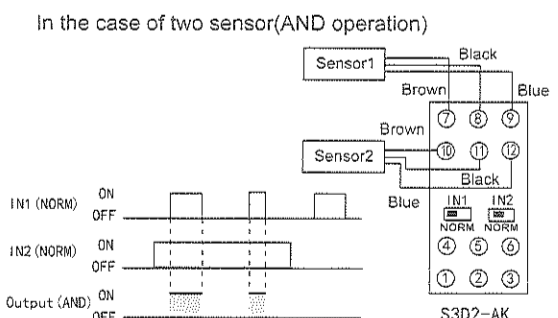 In the case of two sensor(AND operation)
Sensor1
Black
Brown
Blue
7 8 9
Brown
Sensor2
10 11 12
Black
Blue
IN1 IN2
NORM NORM
4 5 6
1 2 3
S3D2-AK
IN1 (NORM) ON
OFF
IN2 (NORM) ON
OFF
Output (AND) ON
OFF